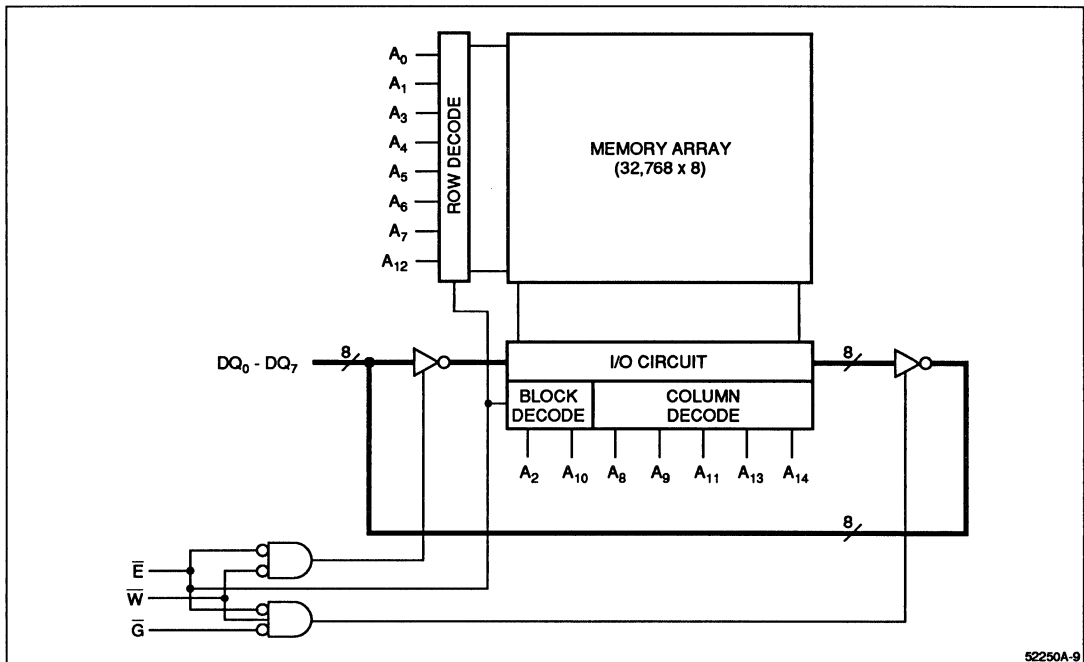 A0
A1
A3
A4
A5
A6
A7
A12
ROW DECODE
MEMORY ARRAY
(32,768 x 8)
DQ0 - DQ7
8
I/O CIRCUIT
8
BLOCK
DECODE
COLUMN
DECODE
A2
A10
A8
A9
A11
A13
A14
8
E̅
W̅
G̅
52250A-9